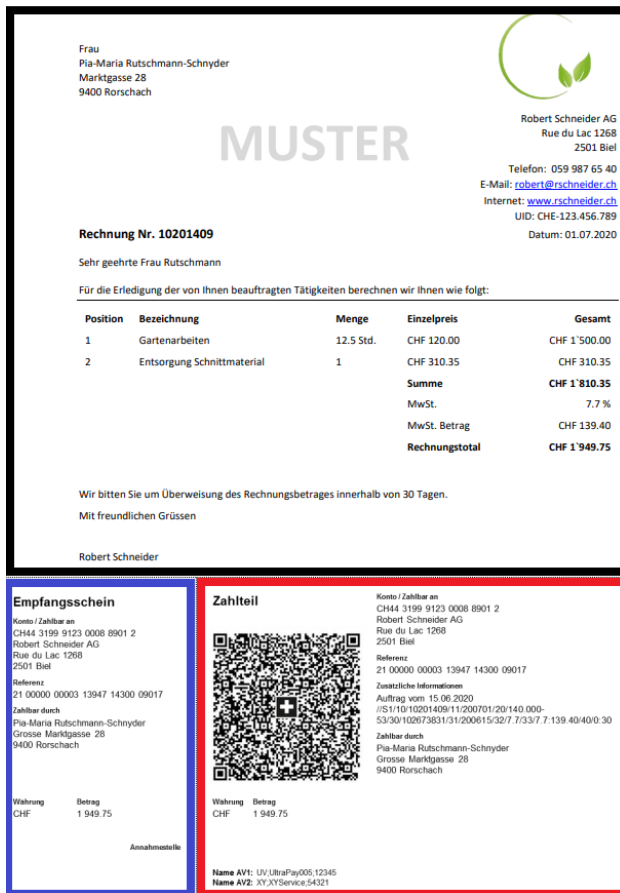 Frau
Pia-Maria Rutschmann-Schnyder
Marktgasse 28
9400 Rorschach
Robert Schneider AG
Rue du Lac 1268
2501 Biel
MUSTER
Telefon: 059 987 65 40
E-Mail: robert@rschneider.ch
Internet: www.rschneider.ch
UID: CHE-123.456.789
Rechnung Nr. 10201409 Datum: 01.07.2020
Sehr geehrte Frau Rutschmann
Für die Erledigung der von Ihnen beauftragten Tätigkeiten berechnen wir Ihnen wie folgt:
Position Bezeichnung Menge Einzelpreis Gesamt
1 Gartenarbeiten 12.5 Std. CHF 120.00 CHF 1`500.00
2 Entsorgung Schnittmaterial 1 CHF 310.35 CHF 310.35
Summe CHF 1`810.35
MwSt. 7.7 %
MwSt. Betrag CHF 139.40
Rechnungstotal CHF 1`949.75
Wir bitten Sie um Überweisung des Rechnungsbetrages innerhalb von 30 Tagen.
Mit freundlichen Grüssen
Robert Schneider
Empfangsschein
Konto / Zahlbar an
CH44 3199 9123 0008 8901 2
Robert Schneider AG
Rue du Lac 1268
2501 Biel
Referenz
21 00000 00003 13947 14300 09017
Zahlbar durch
Pia-Maria Rutschmann-Schnyder
Grosse Marktgasse 28
9400 Rorschach
Währung Betrag
CHF 1 949.75
Annahmestelle
Zahlteil
Währung Betrag
CHF 1 949.75
Konto / Zahlbar an
CH44 3199 9123 0008 8901 2
Robert Schneider AG
Rue du Lac 1268
2501 Biel
Referenz
21 00000 00003 13947 14300 09017
Zusätzliche Informationen
Auftrag vom 15.06.2020
//S1/10/10201409/11/200701/20/140.000-
53/30/102673831/31/200615/32/7.7/33/7.7:139.40/40/0:30
Zahlbar durch
Pia-Maria Rutschmann-Schnyder
Grosse Marktgasse 28
9400 Rorschach
Name AV1: UV;UltraPay005;12345
Name AV2: XY;XYService;54321